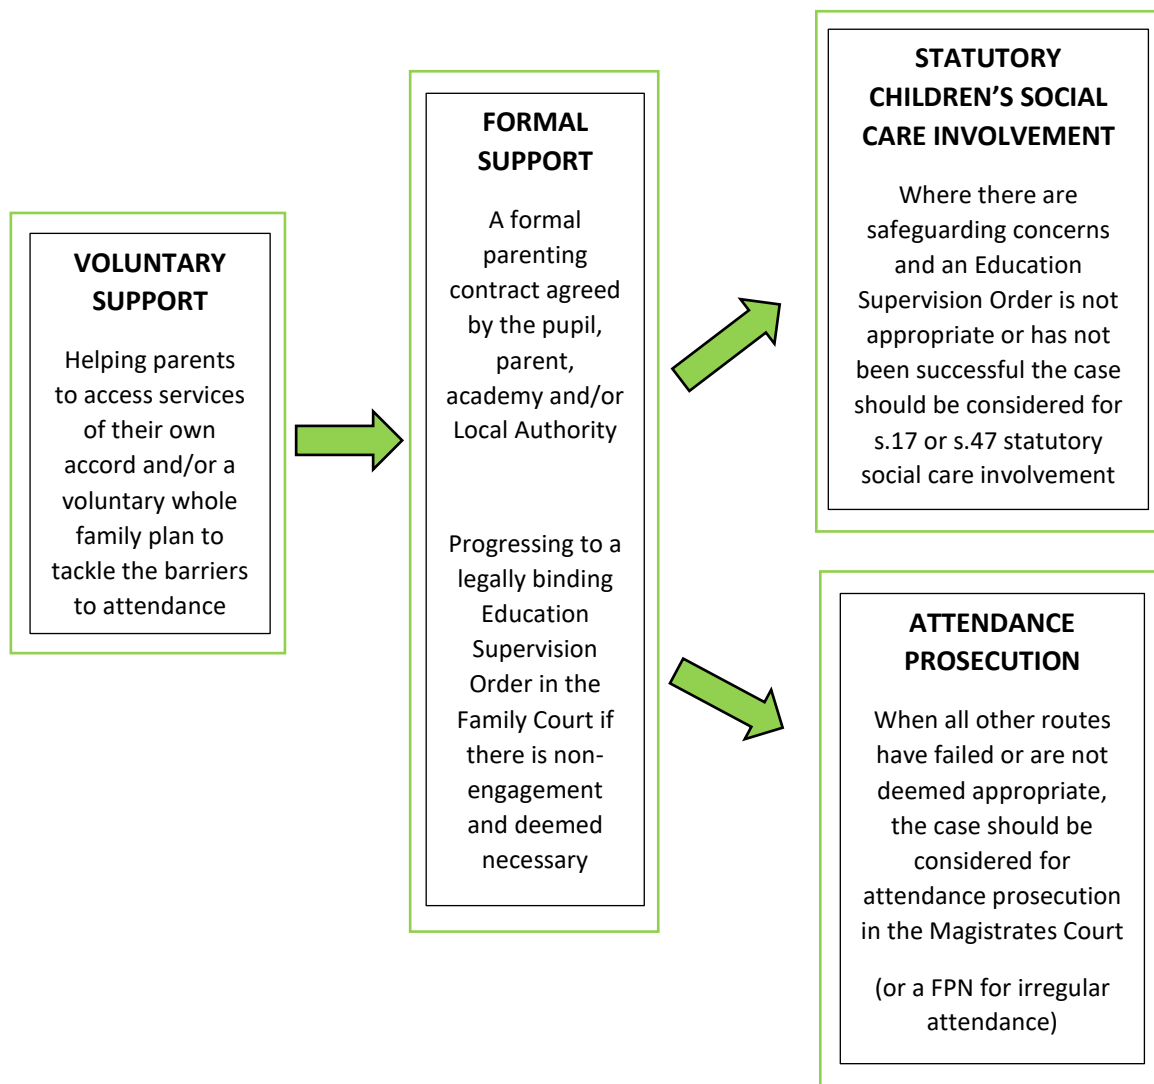 VOLUNTARY
SUPPORT
Helping parents
to access services
of their own
accord and/or a
voluntary whole
family plan to
tackle the barriers
to attendance
FORMAL
SUPPORT
A formal
parenting
contract agreed
by the pupil,
parent,
academy and/or
Local Authority
Progressing to a
legally binding
Education
Supervision
Order in the
Family Court if
there is non-
engagement
and deemed
necessary
STATUTORY
CHILDREN’S SOCIAL
CARE INVOLVEMENT
Where there are
safeguarding concerns
and an Education
Supervision Order is not
appropriate or has not
been successful the case
should be considered for
s.17 or s.47 statutory
social care involvement
ATTENDANCE
PROSECUTION
When all other routes
have failed or are not
deemed appropriate,
the case should be
considered for
attendance prosecution
in the Magistrates Court
(or a FPN for irregular
attendance)